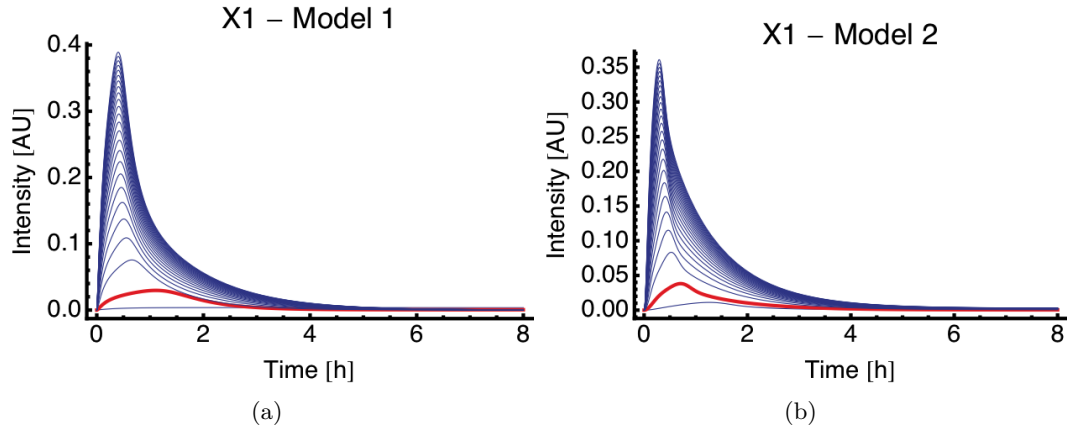 X1 – Model 1
Intensity [AU]
0.4
0.3
0.2
0.1
0.0
0 2 4 6 8
Time [h]
(a)
X1 – Model 2
Intensity [AU]
0.35
0.30
0.25
0.20
0.15
0.10
0.05
0.00
0 2 4 6 8
Time [h]
(b)